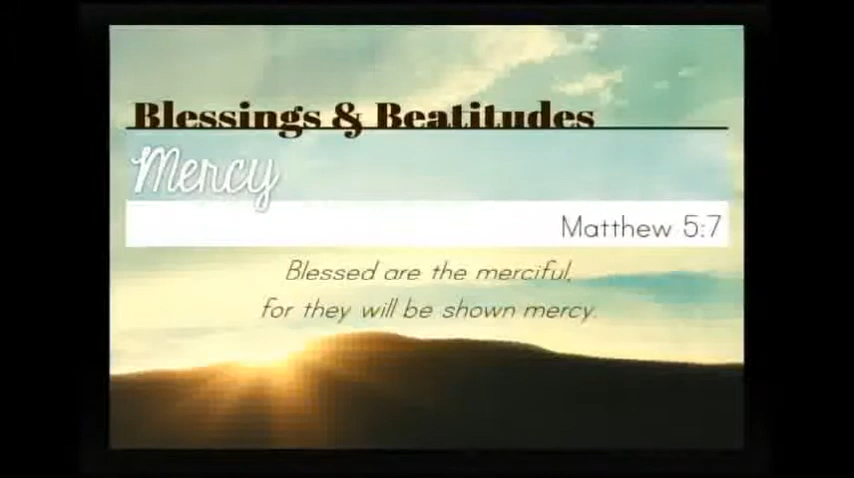 Blessings & Beatitudes
Mercy
Matthew 5:7
Blessed are the merciful,
for they will be shown mercy.